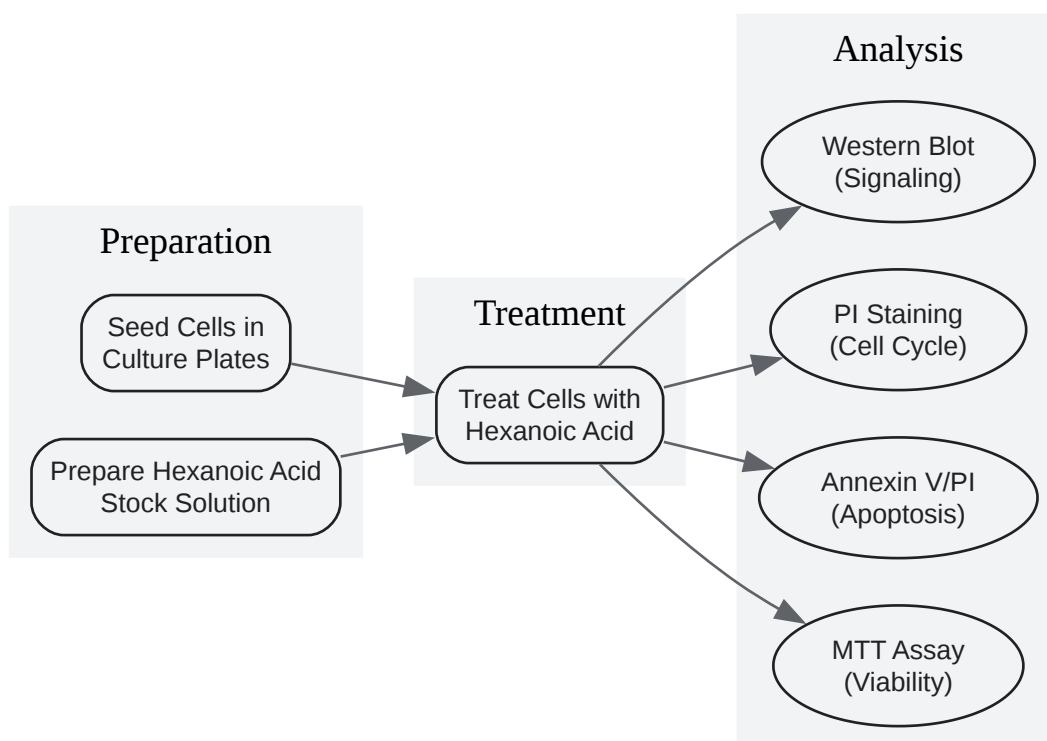 Preparation
Seed Cells in
Culture Plates
Prepare Hexanoic Acid
Stock Solution
Treatment
Treat Cells with
Hexanoic Acid
Analysis
Western Blot
(Signaling)
PI Staining
(Cell Cycle)
Annexin V/PI
(Apoptosis)
MTT Assay
(Viability)